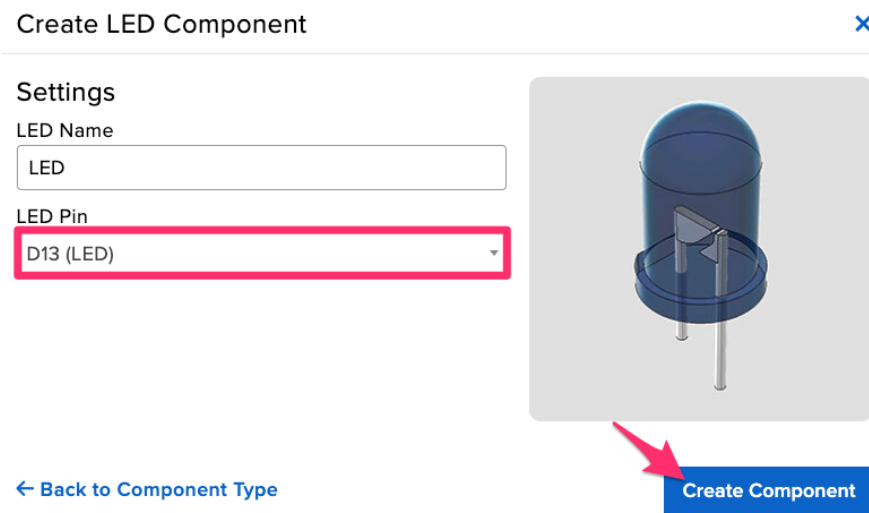 Create LED Component
Settings
LED Name
LED
LED Pin
D13 (LED)
← Back to Component Type
Create Component